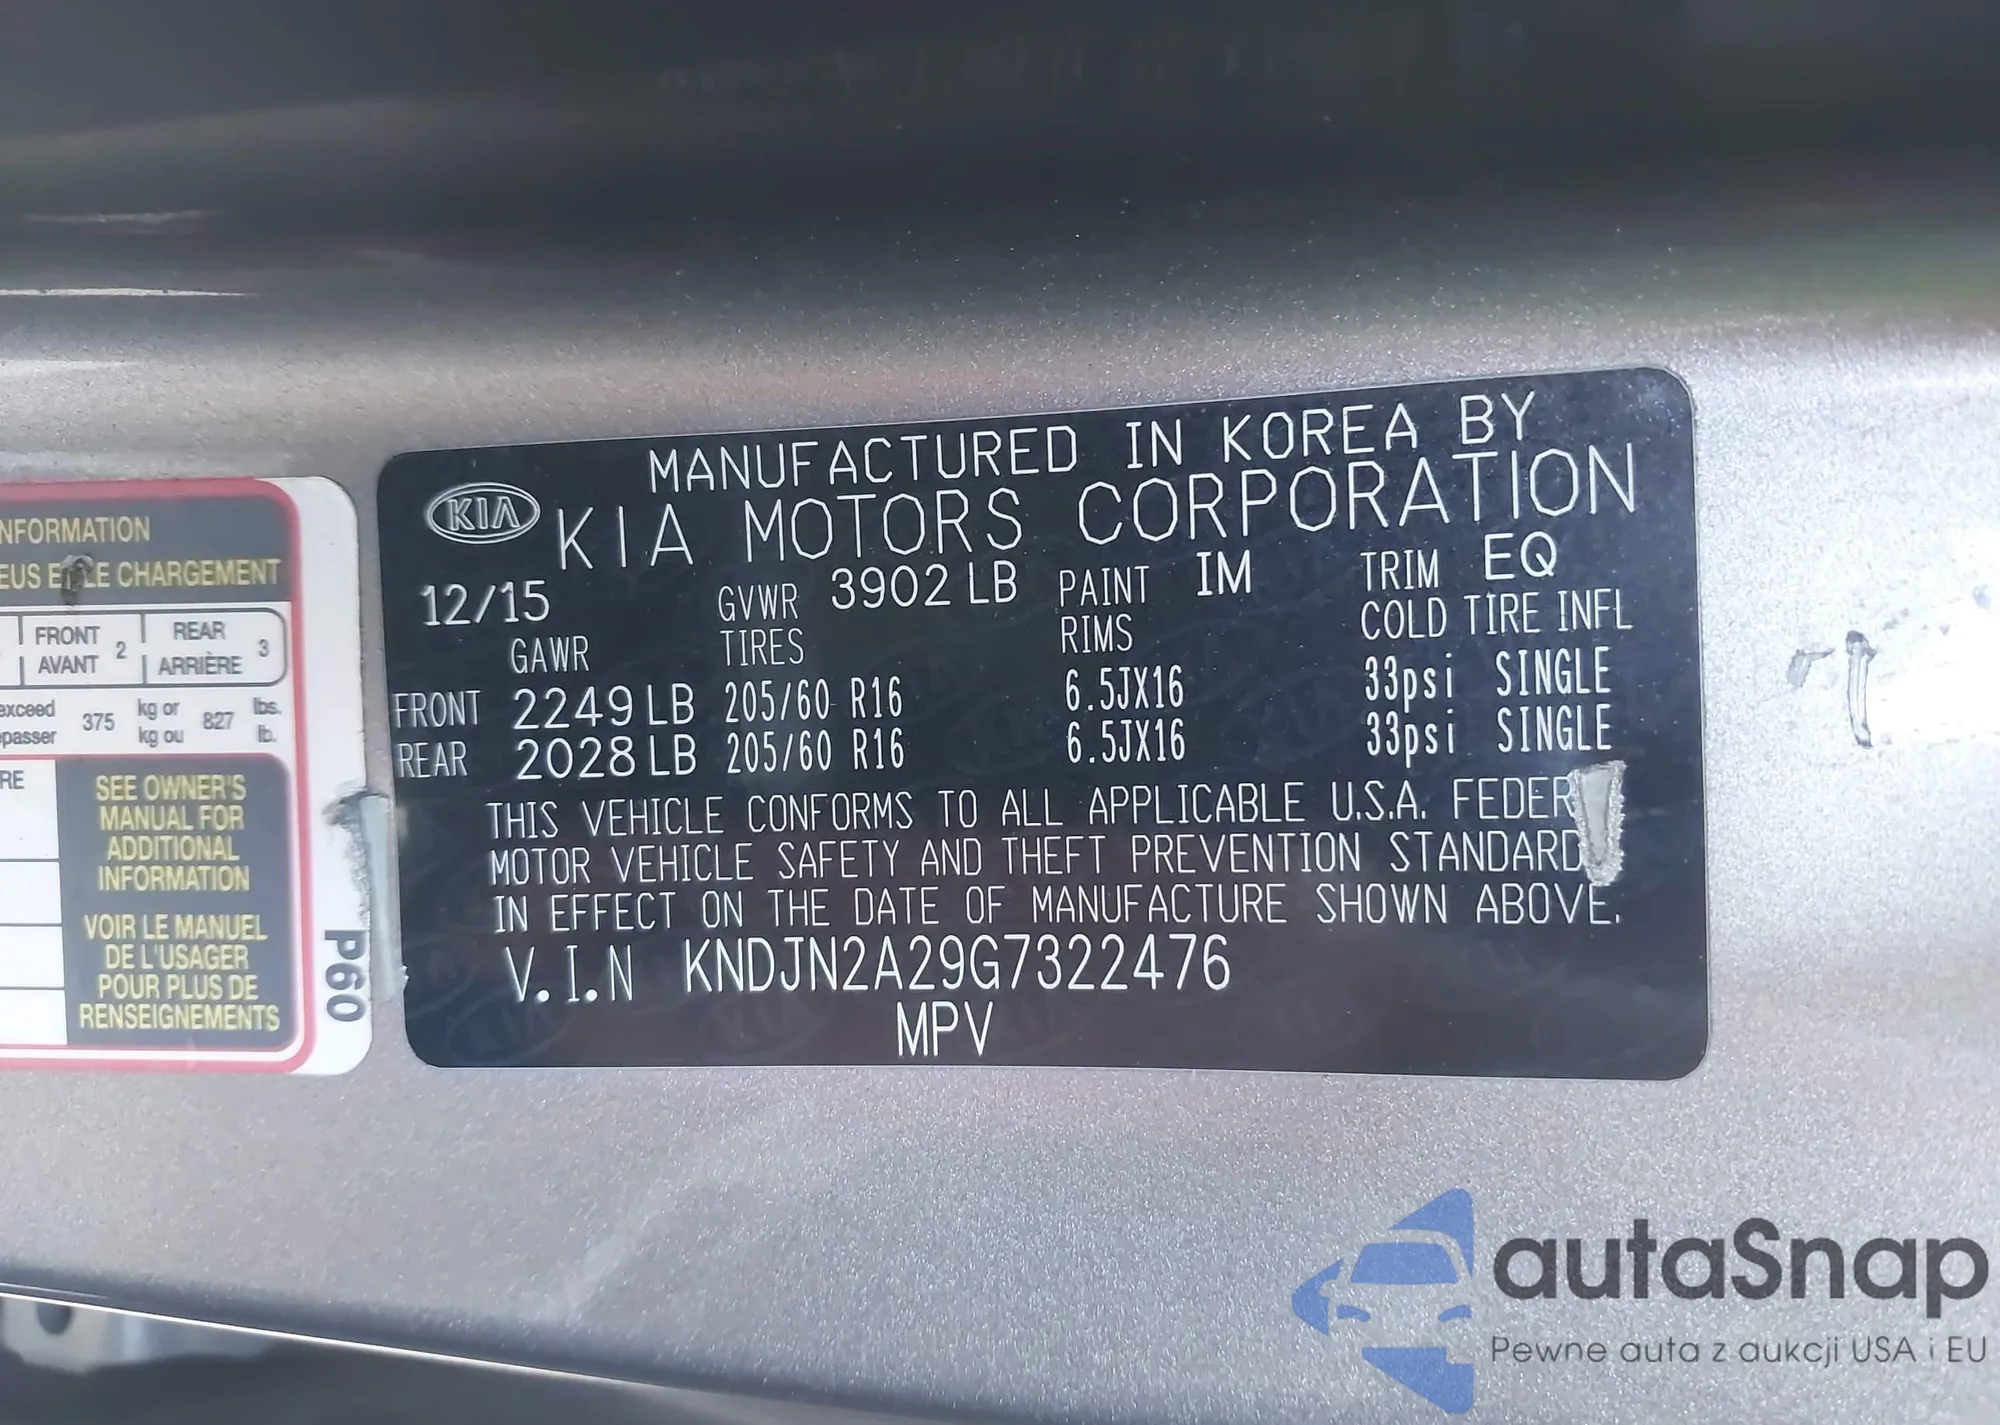 NFORMATION
LE CHARGEMENT
FRONT 2 REAR 3
AVANT ARRIÈRE
exceed 375 kg or 827 lbs.
passer kg ou lb.
RE
SEE OWNER'S
MANUAL FOR
ADDITIONAL
INFORMATION
VOIR LE MANUEL
DE L'USAGER
POUR PLUS DE
RENSEIGNEMENTS
P60
MANUFACTURED IN KOREA BY
KIA KIA MOTORS CORPORATION
12/15 GVWR 3902 LB PAINT IM TRIM EQ
GAWR TIRES RIMS COLD TIRE INFL
FRONT 2249 LB 205/60 R16 6.5JX16 33psi SINGLE
REAR 2028 LB 205/60 R16 6.5JX16 33psi SINGLE
THIS VEHICLE CONFORMS TO ALL APPLICABLE U.S.A. FEDER
MOTOR VEHICLE SAFETY AND THEFT PREVENTION STANDARD
IN EFFECT ON THE DATE OF MANUFACTURE SHOWN ABOVE.
V.I.N KNDJN2A29G7322476
MPV
autaSnap
Pewne auta z aukcji USA i EU